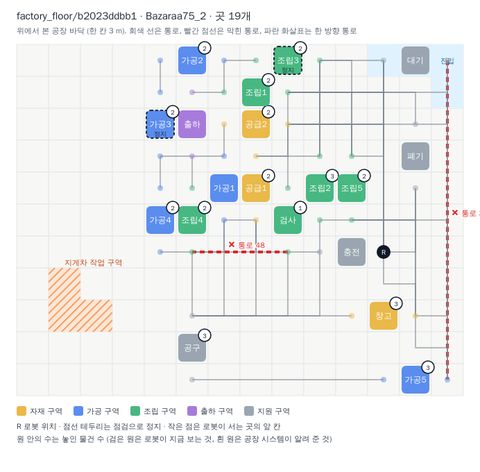 factory_floor/b2023ddbb1 · Bazaraa75_2 · 곳 19개
위에서 본 공장 바닥 (한 칸 3 m). 회색 선은 통로, 빨간 점선은 막힌 통로, 파란 화살표는 한 방향 통로
가공2 2
조립3 2
정지
대기
조립1 2
가공3 2
정지
출하
공급2 2
폐기
가공1
공급1 2
조립2 3
조립5 2
가공4 2
조립4 2
검사 1
✕ 통로
✕ 통로 48
충전
R
지게차 작업 구역
창고 3
공구 3
가공5 3
자재 구역
가공 구역
조립 구역
출하 구역
지원 구역
R 로봇 위치 · 점선 테두리는 점검으로 정지 · 작은 점은 로봇이 서는 곳의 앞 칸
원 안의 수는 놓인 물건 수 (검은 원은 로봇이 지금 보는 것, 흰 원은 공장 시스템이 알려 준 것)